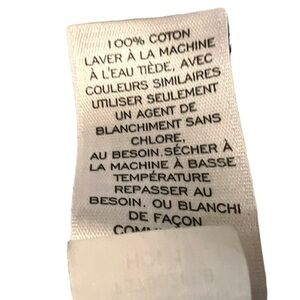 100% COTON
LAVER À LA MACHINE
À L'EAU TIÈDE, AVEC
COULEURS SIMILAIRES
UTILISER SEULEMENT
UN AGENT DE
BLANCHIMENT SANS
CHLORE,
AU BESOIN.SÉCHER À
LA MACHINE À BASSE
TEMPÉRATURE
REPASSER AU
BESOIN, OU BLANCHI
DE FAÇON